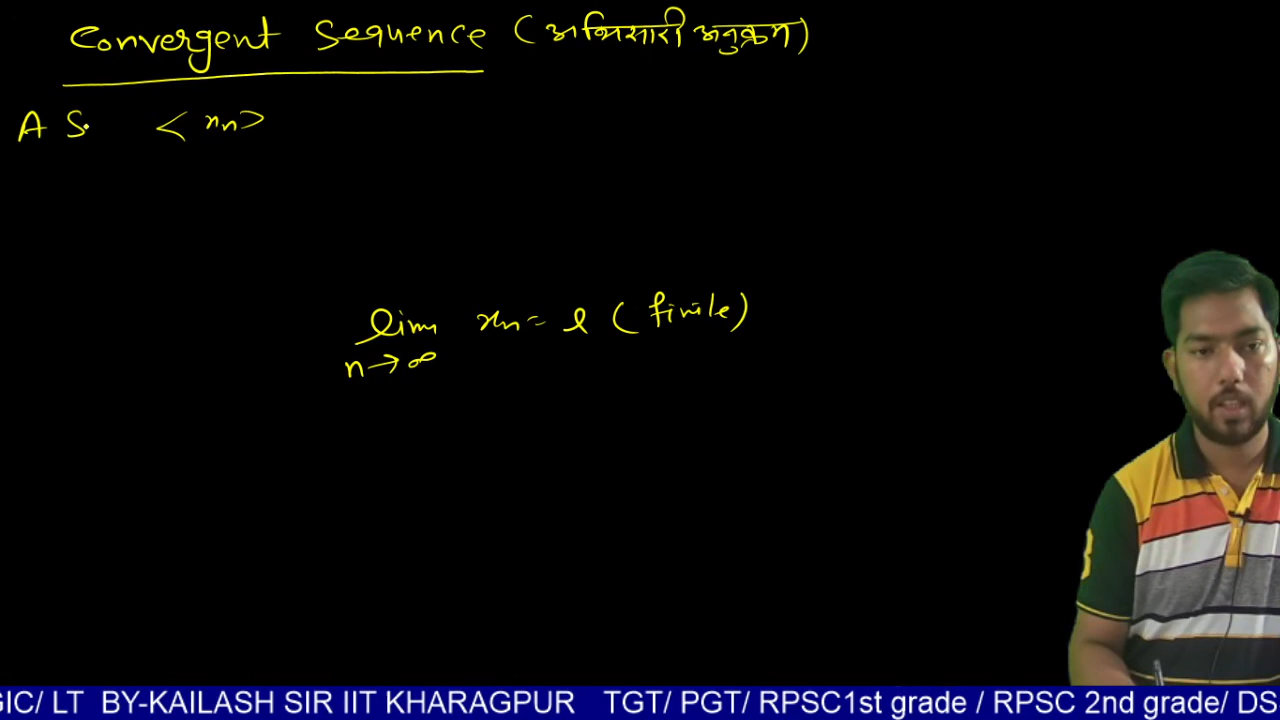 Convergent Sequence (अभिसारी अनुक्रम)
A S. < xn >
lim xn = l (finite)
n→∞
GIC/ LT BY-KAILASH SIR IIT KHARAGPUR TGT/ PGT/ RPSC1st grade / RPSC 2nd grade/ DS